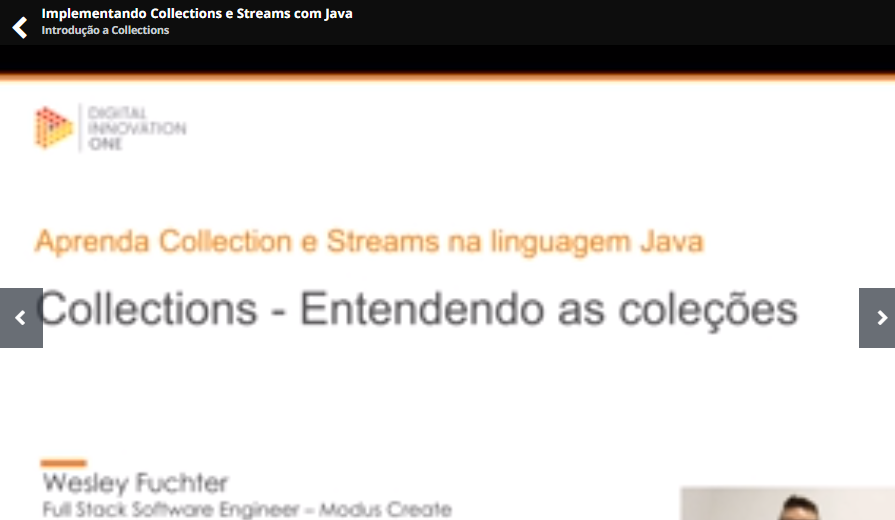 Implementando Collections e Streams com Java
Introdução a Collections
DIGITAL
INNOVATION
ONE
Aprenda Collection e Streams na linguagem Java
Collections - Entendendo as coleções
Wesley Fuchter
Full Stack Software Engineer – Modus Create